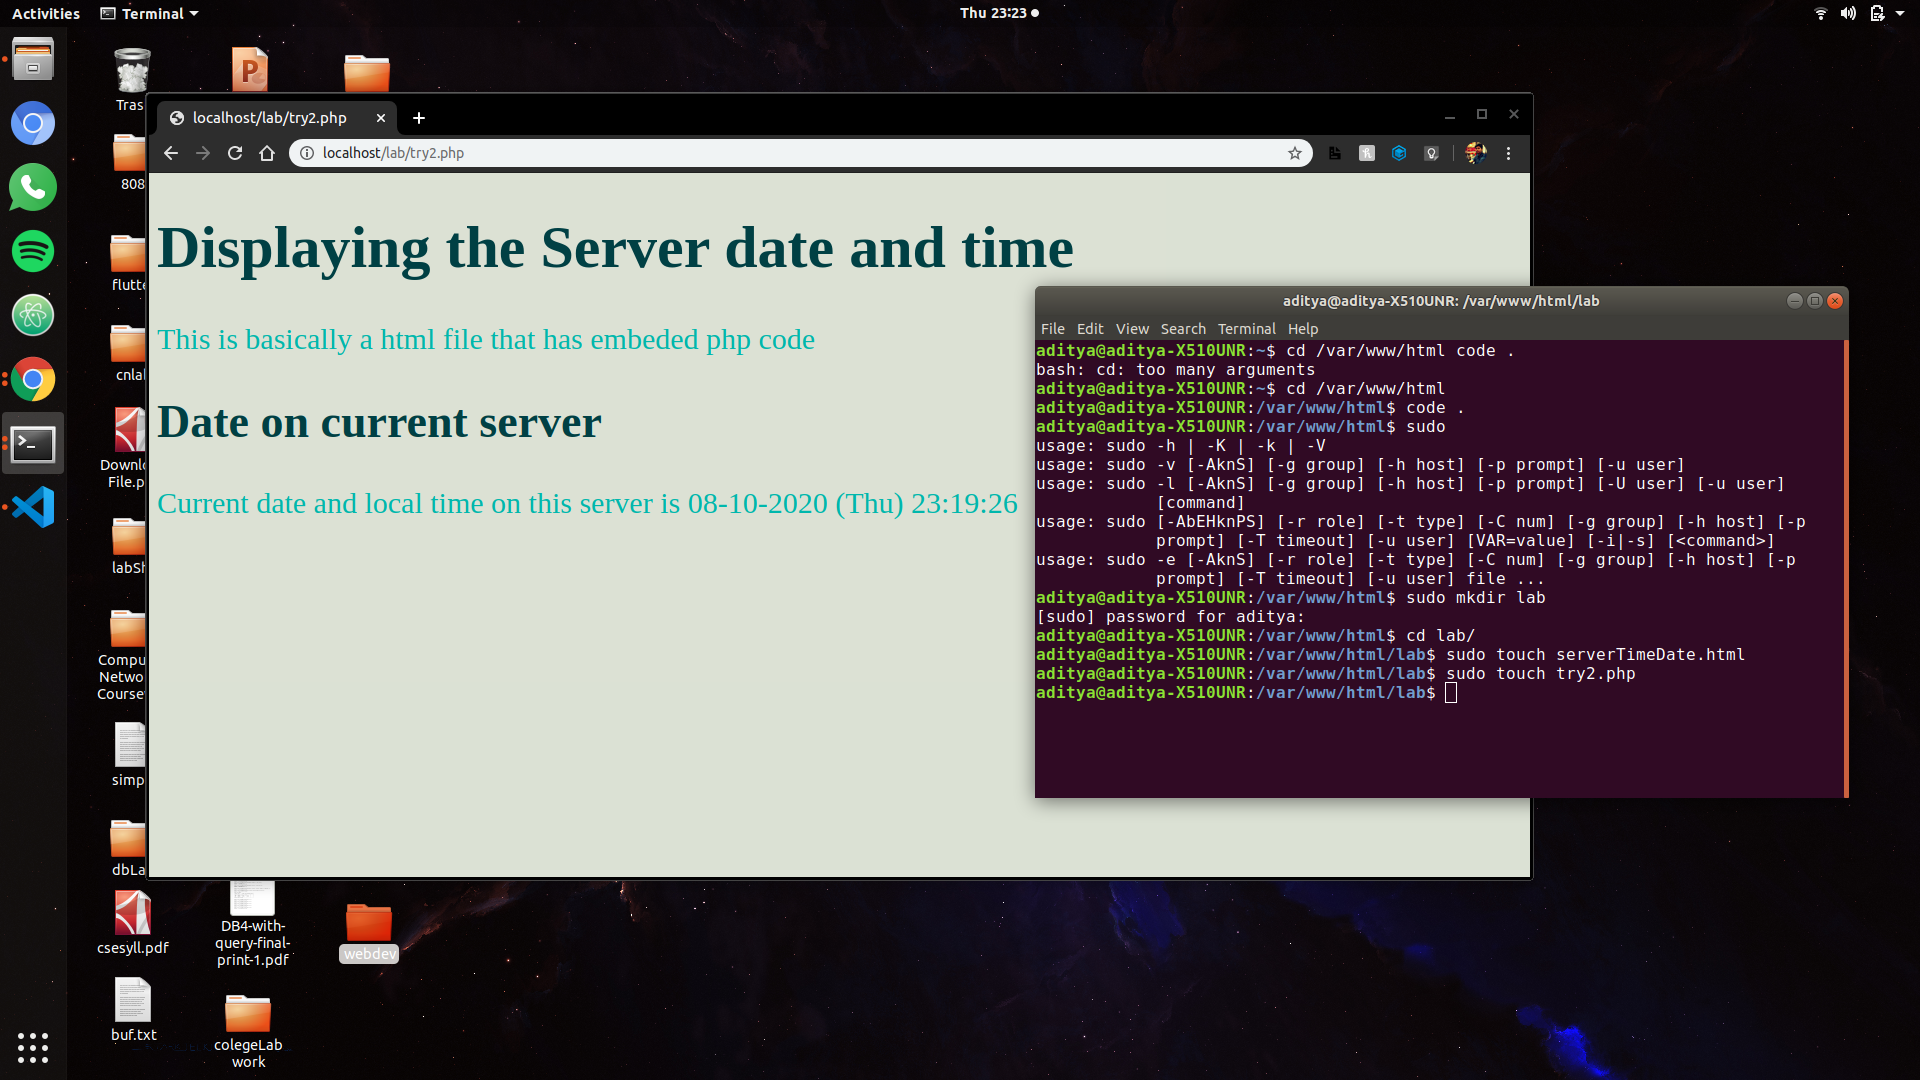 Activities
Terminal
Thu 23:23
Tras
P
808
flutte
cnlal
Downlo
File.p
labSh
Compu
Netwo
Course
simp
dbLa
csesyll.pdf
buf.txt
DB4-with-
query-final-
print-1.pdf
colegeLab
work
webdev
localhost/lab/try2.php
localhost/lab/try2.php
Displaying the Server date and time
This is basically a html file that has embeded php code
Date on current server
Current date and local time on this server is 08-10-2020 (Thu) 23:19:26
aditya@aditya-X510UNR: /var/www/html/lab
File Edit View Search Terminal Help
aditya@aditya-X510UNR:~$ cd /var/www/html code .
bash: cd: too many arguments
aditya@aditya-X510UNR:~$ cd /var/www/html
aditya@aditya-X510UNR:/var/www/html$ code .
aditya@aditya-X510UNR:/var/www/html$ sudo
usage: sudo -h | -K | -k | -V
usage: sudo -v [-AknS] [-g group] [-h host] [-p prompt] [-u user]
usage: sudo -l [-AknS] [-g group] [-h host] [-p prompt] [-U user] [-u user]
[command]
usage: sudo [-AbEHknPS] [-r role] [-t type] [-C num] [-g group] [-h host] [-p
prompt] [-T timeout] [-u user] [VAR=value] [-i|-s] [<command>]
usage: sudo -e [-AknS] [-r role] [-t type] [-C num] [-g group] [-h host] [-p
prompt] [-T timeout] [-u user] file ...
aditya@aditya-X510UNR:/var/www/html$ sudo mkdir lab
[sudo] password for aditya:
aditya@aditya-X510UNR:/var/www/html$ cd lab/
aditya@aditya-X510UNR:/var/www/html/lab$ sudo touch serverTimeDate.html
aditya@aditya-X510UNR:/var/www/html/lab$ sudo touch try2.php
aditya@aditya-X510UNR:/var/www/html/lab$